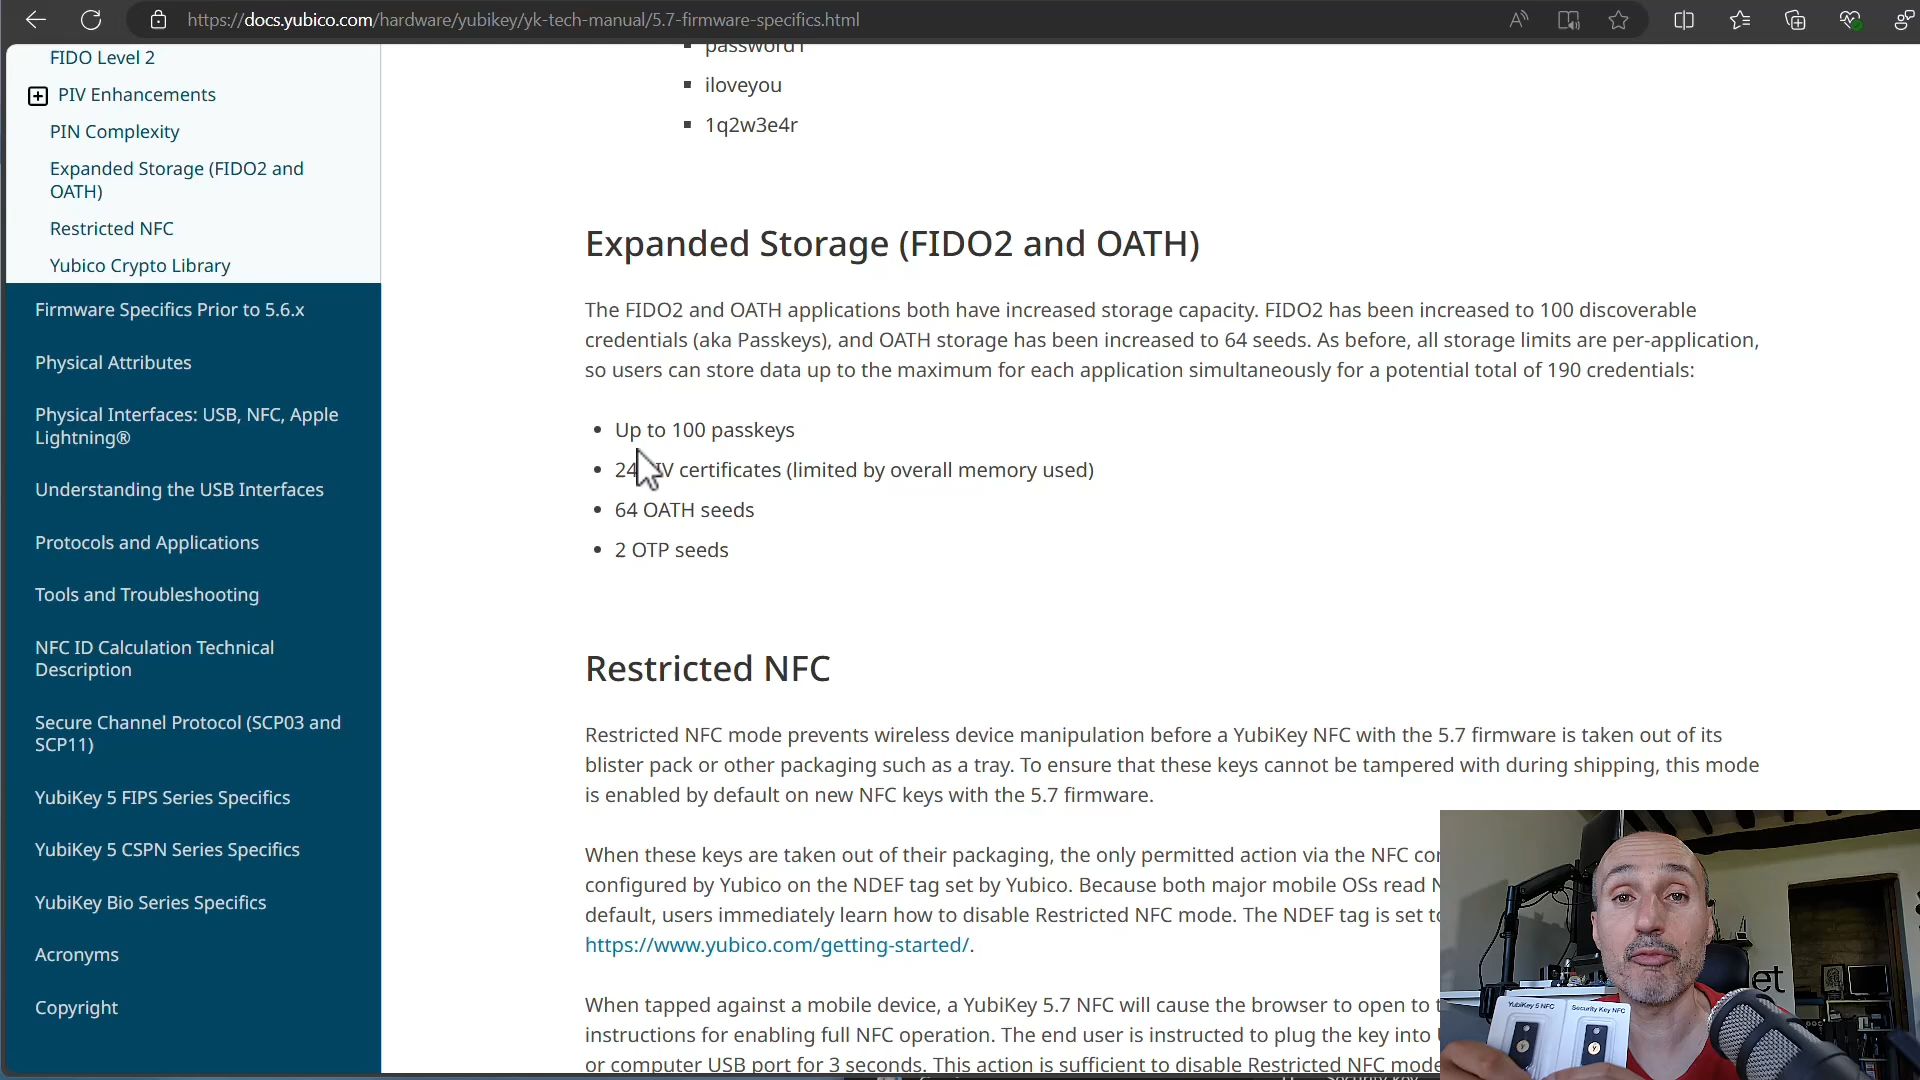 https://docs.yubico.com/hardware/yubikey/yk-tech-manual/5.7-firmware-specifics.html
FIDO Level 2
PIV Enhancements
PIN Complexity
Expanded Storage (FIDO2 and
OATH)
Restricted NFC
Yubico Crypto Library
Firmware Specifics Prior to 5.6.x
Physical Attributes
Physical Interfaces: USB, NFC, Apple
Lightning®
Understanding the USB Interfaces
Protocols and Applications
Tools and Troubleshooting
NFC ID Calculation Technical
Description
Secure Channel Protocol (SCP03 and
SCP11)
YubiKey 5 FIPS Series Specifics
YubiKey 5 CSPN Series Specifics
YubiKey Bio Series Specifics
Acronyms
Copyright
password1
iloveyou
1q2w3e4r
Expanded Storage (FIDO2 and OATH)
The FIDO2 and OATH applications both have increased storage capacity. FIDO2 has been increased to 100 discoverable
credentials (aka Passkeys), and OATH storage has been increased to 64 seeds. As before, all storage limits are per-application,
so users can store data up to the maximum for each application simultaneously for a potential total of 190 credentials:
Up to 100 passkeys
24 certificates (limited by overall memory used)
64 OATH seeds
2 OTP seeds
Restricted NFC
Restricted NFC mode prevents wireless device manipulation before a YubiKey NFC with the 5.7 firmware is taken out of its
blister pack or other packaging such as a tray. To ensure that these keys cannot be tampered with during shipping, this mode
is enabled by default on new NFC keys with the 5.7 firmware.
When these keys are taken out of their packaging, the only permitted action via the NFC
configured by Yubico on the NDEF tag set by Yubico. Because both major mobile OSs read
default, users immediately learn how to disable Restricted NFC mode. The NDEF tag is set
https://www.yubico.com/getting-started/.
When tapped against a mobile device, a YubiKey 5.7 NFC will cause the browser to open to
instructions for enabling full NFC operation. The end user is instructed to plug the key into
or computer USB port for 3 seconds. This action is sufficient to disable Restricted NFC mode
YubiKey 5 NFC
Security Key NFC
et